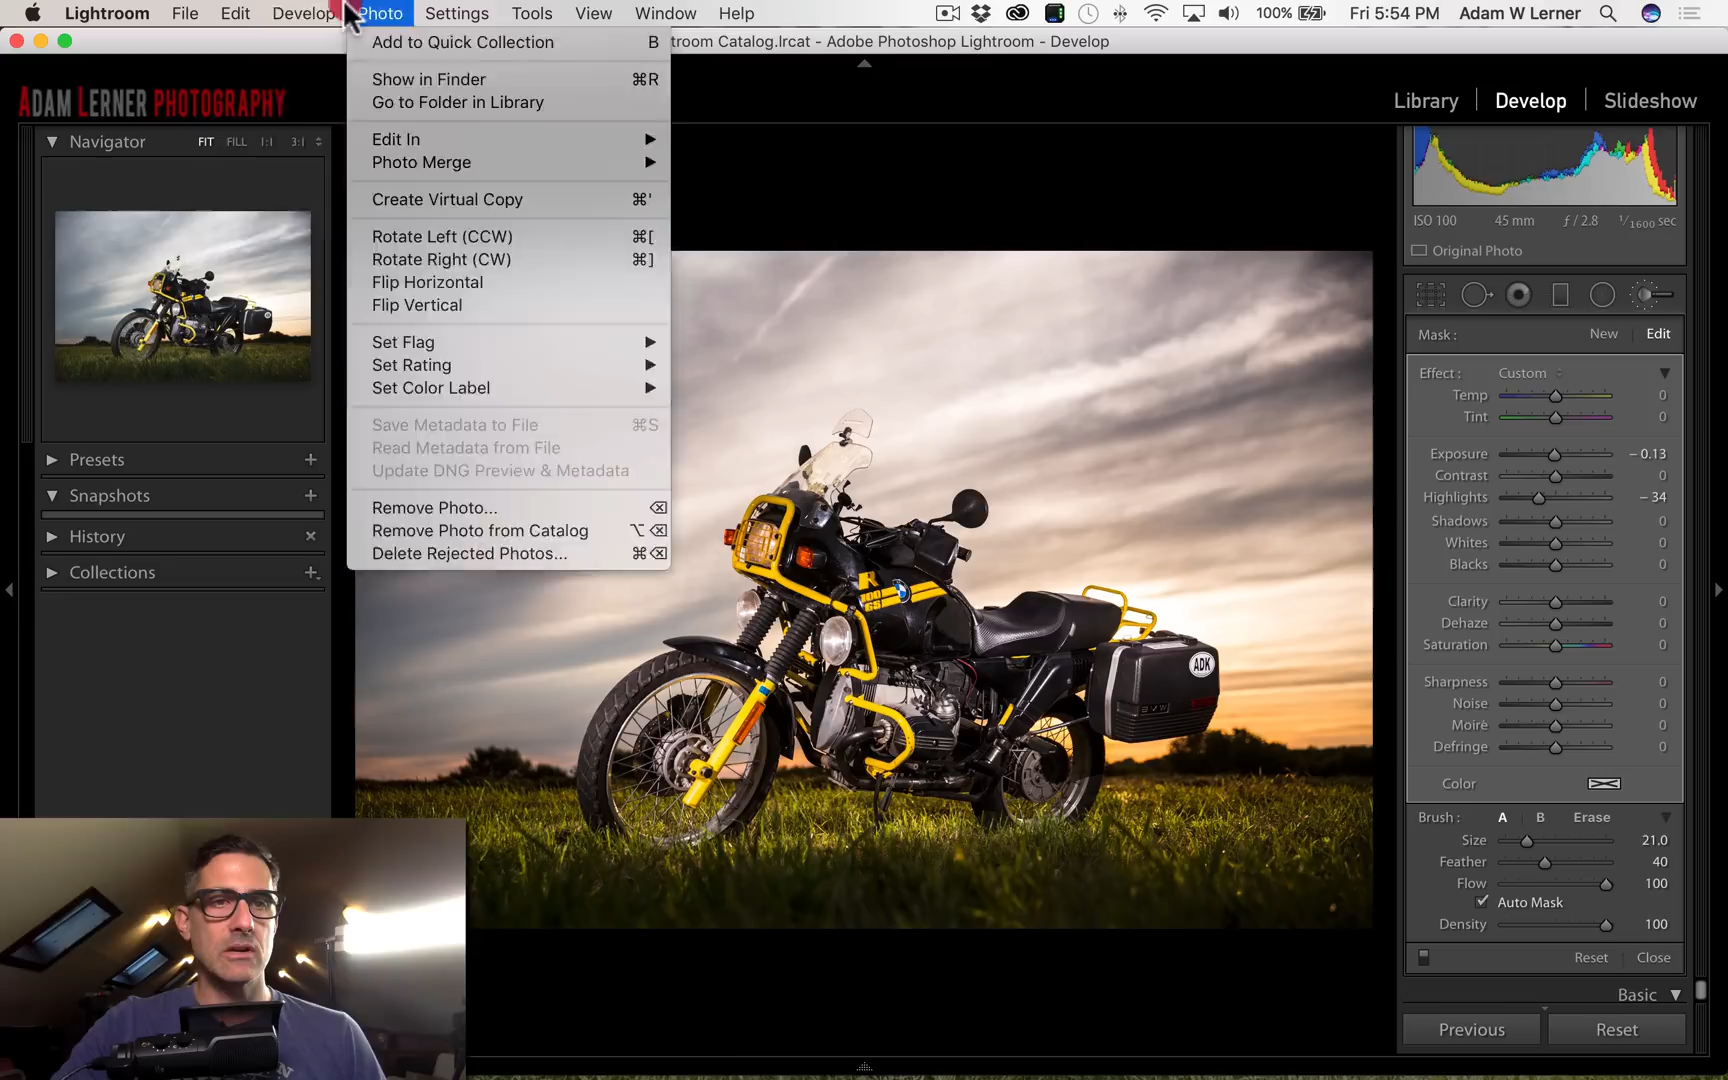 Lightroom File Edit Develop Photo Settings Tools View Window Help 100% Fri 5:54 PM Adam W Lerner
troom Catalog.lrcat - Adobe Photoshop Lightroom - Develop
ADAM LERNER PHOTOGRAPHY
Library | Develop | Slideshow
Navigator FIT FILL 1:1 3:1
Presets
Snapshots
History
Collections
Add to Quick Collection B
Show in Finder ⌘R
Go to Folder in Library
Edit In
Photo Merge
Create Virtual Copy ⌘'
Rotate Left (CCW) ⌘[
Rotate Right (CW) ⌘]
Flip Horizontal
Flip Vertical
Set Flag
Set Rating
Set Color Label
Save Metadata to File ⌘S
Read Metadata from File
Update DNG Preview & Metadata
Remove Photo... ⌫
Remove Photo from Catalog ⌥⌫
Delete Rejected Photos... ⌘⌫
R
100
GS
ADK
BMW
ISO 100 45 mm ƒ / 2.8 1/1600 sec
Original Photo
Mask : New Edit
Effect : Custom
Temp 0
Tint 0
Exposure – 0.13
Contrast 0
Highlights – 34
Shadows 0
Whites 0
Blacks 0
Clarity 0
Dehaze 0
Saturation 0
Sharpness 0
Noise 0
Moiré 0
Defringe 0
Color
Brush : A B Erase
Size 21.0
Feather 40
Flow 100
Auto Mask
Density 100
Reset Close
Basic
Previous Reset